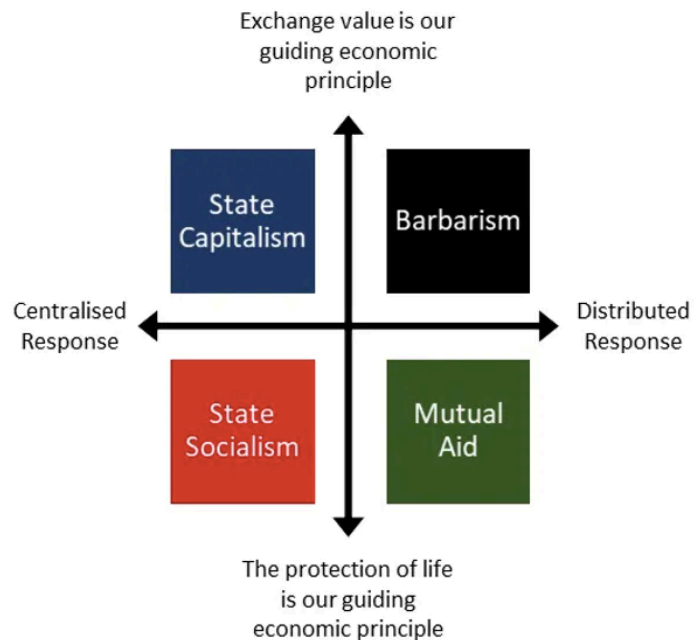 Exchange value is our
guiding economic
principle
State
Capitalism
Barbarism
Centralised
Response
Distributed
Response
State
Socialism
Mutual
Aid
The protection of life
is our guiding
economic principle